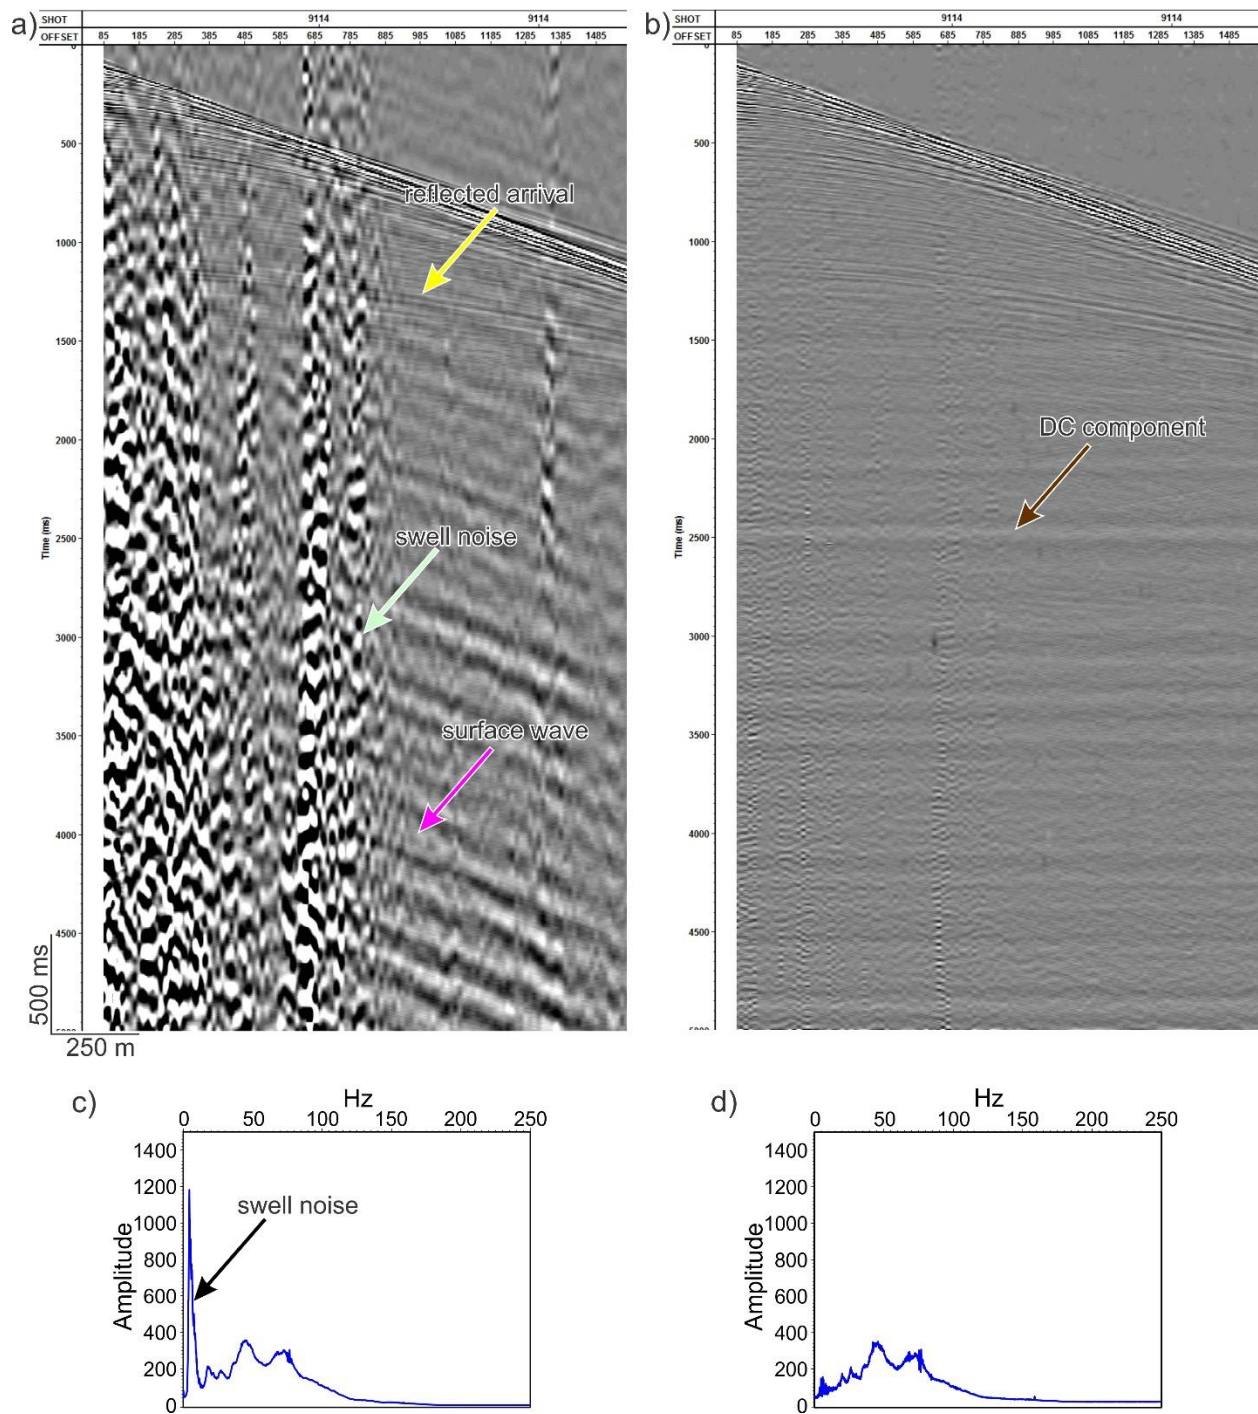 a)
SHOT 9114 9114
OFFSET 85 185 285 385 485 585 685 785 885 985 1085 1185 1285 1385 1485
0
500
reflected arrival
1000
1500
2000
Time (ms)
2500
swell noise
3000
surface wave
3500
4000
4500
500 ms
250 m
b)
SHOT 9114 9114
OFFSET 85 185 285 385 485 585 685 785 885 985 1085 1185 1285 1385 1485
0
500
1000
1500
2000
DC component
Time (ms)
2500
3000
3500
4000
4500
c)
Hz
0 50 100 150 200 250
1400
1200
swell noise
1000
800
600
400
200
0
Amplitude
d)
Hz
0 50 100 150 200 250
1400
1200
1000
800
600
400
200
0
Amplitude